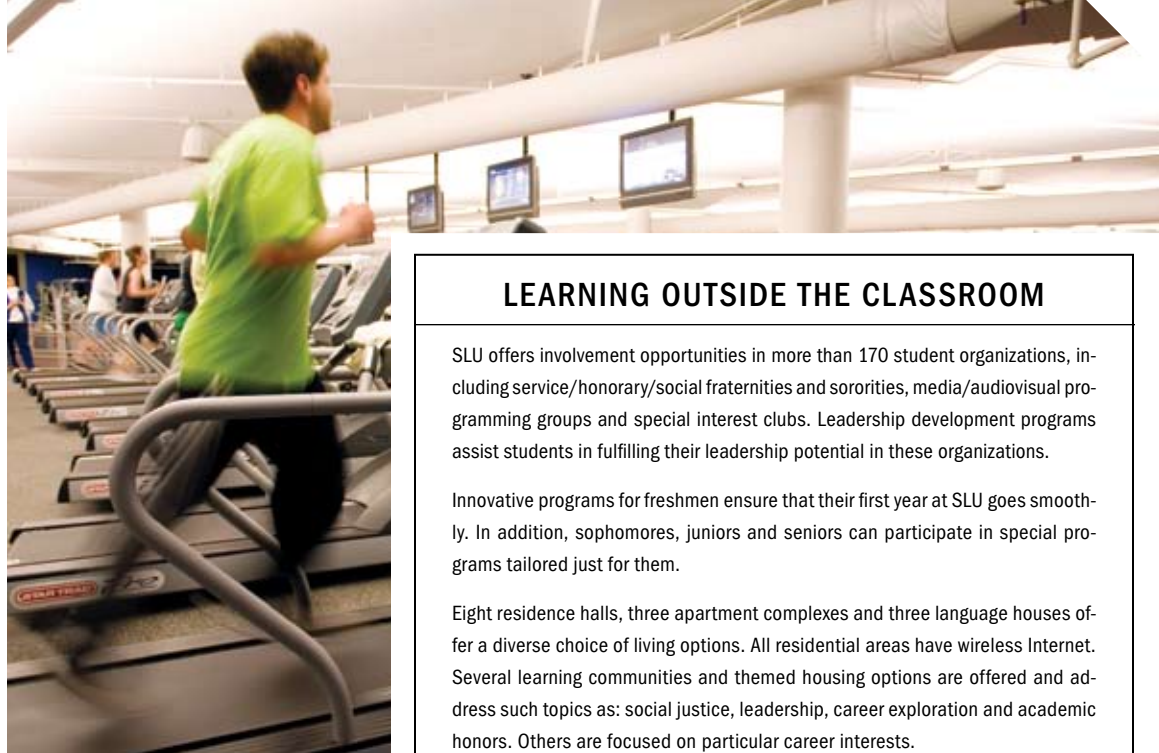 LEARNING OUTSIDE THE CLASSROOM
SLU offers involvement opportunities in more than 170 student organizations, in-
cluding service/honorary/social fraternities and sororities, media/audiovisual pro-
gramming groups and special interest clubs. Leadership development programs
assist students in fulfilling their leadership potential in these organizations.
Innovative programs for freshmen ensure that their first year at SLU goes smooth-
ly. In addition, sophomores, juniors and seniors can participate in special pro-
grams tailored just for them.
Eight residence halls, three apartment complexes and three language houses of-
fer a diverse choice of living options. All residential areas have wireless Internet.
Several learning communities and themed housing options are offered and ad-
dress such topics as: social justice, leadership, career exploration and academic
honors. Others are focused on particular career interests.
STAR TRAC